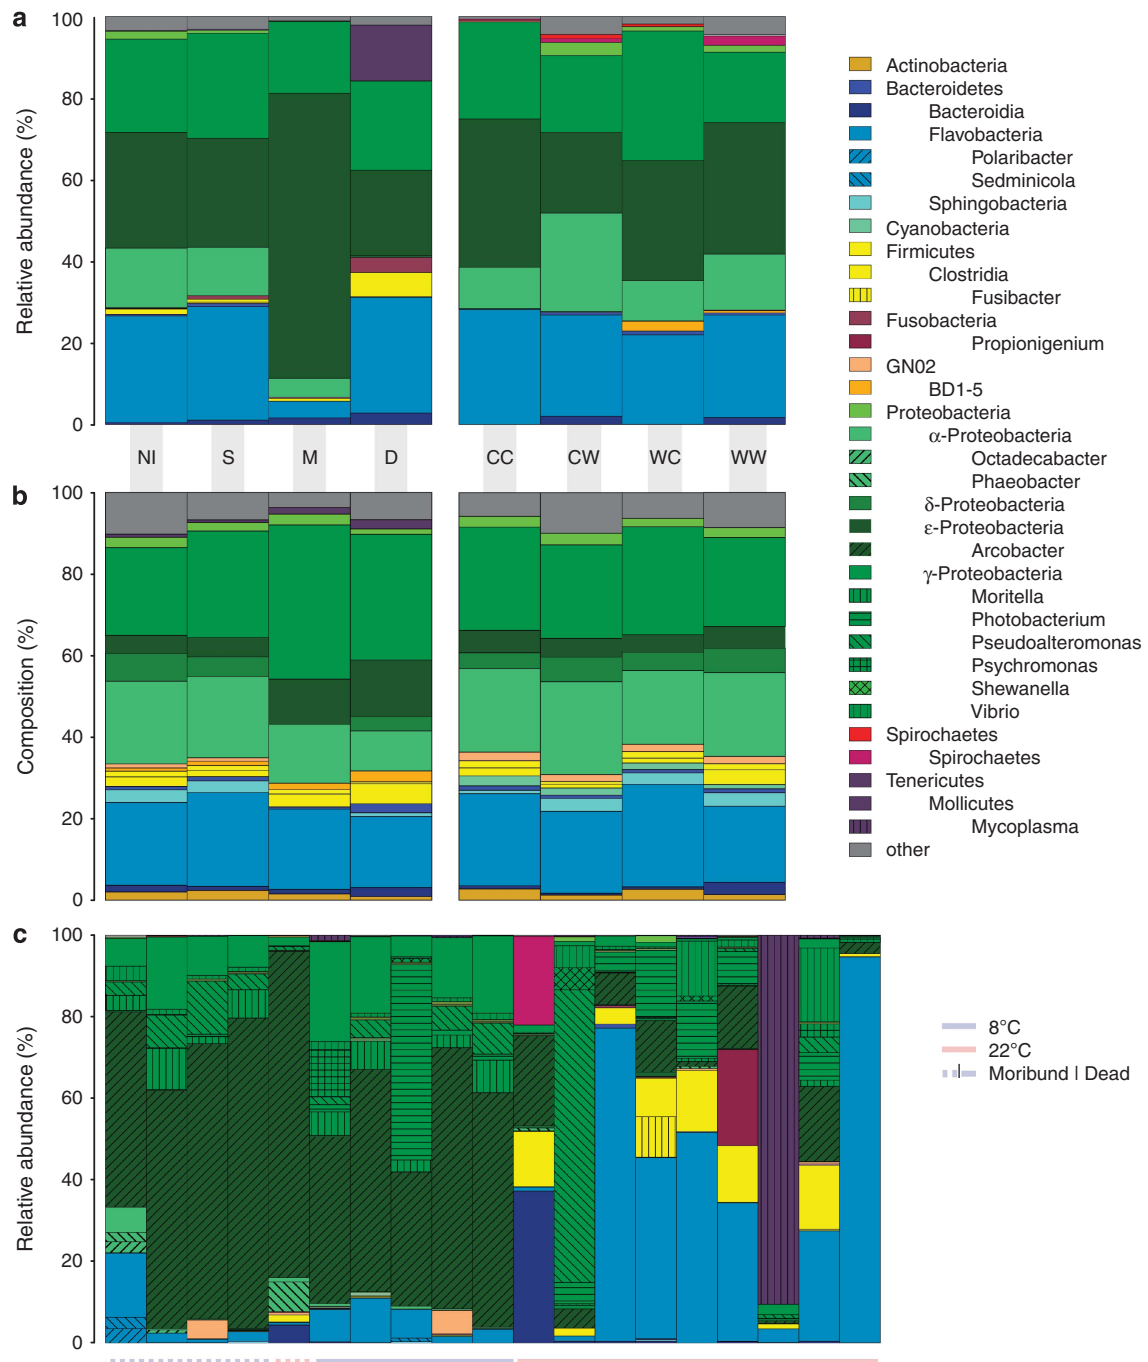 a
Relative abundance (%)
100
80
60
40
20
0
NI S M D CC CW WC WW
b
Composition (%)
100
80
60
40
20
0
c
Relative abundance (%)
100
80
60
40
20
0
Actinobacteria
Bacteroidetes
Bacteroidia
Flavobacteria
Polaribacter
Sedminicola
Sphingobacteria
Cyanobacteria
Firmicutes
Clostridia
Fusibacter
Fusobacteria
Propionigenium
GN02
BD1-5
Proteobacteria
α-Proteobacteria
Octadecabacter
Phaeobacter
δ-Proteobacteria
ε-Proteobacteria
Arcobacter
γ-Proteobacteria
Moritella
Photobacterium
Pseudoalteromonas
Psychromonas
Shewanella
Vibrio
Spirochaetes
Spirochaetes
Tenericutes
Mollicutes
Mycoplasma
other
8°C
22°C
Moribund | Dead